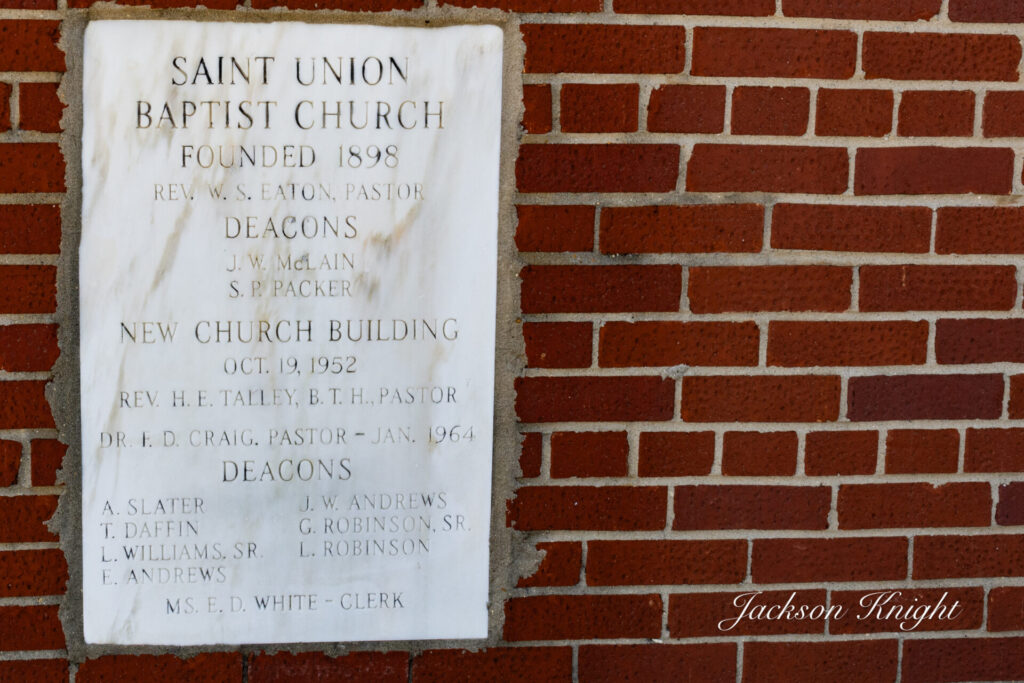 SAINT UNION
BAPTIST CHURCH
FOUNDED 1898
REV. W. S. EATON, PASTOR
DEACONS
J. W. McLAIN
S. P. PACKER
NEW CHURCH BUILDING
OCT. 19, 1952
REV. H. E. TALLEY, B. T. H., PASTOR
DR. F. D. CRAIG, PASTOR – JAN. 1964
DEACONS
A. SLATER
T. DAFFIN
L. WILLIAMS, SR.
E. ANDREWS
J. W. ANDREWS
G. ROBINSON, SR.
L. ROBINSON
MS. E. D. WHITE – CLERK
Jackson Knight